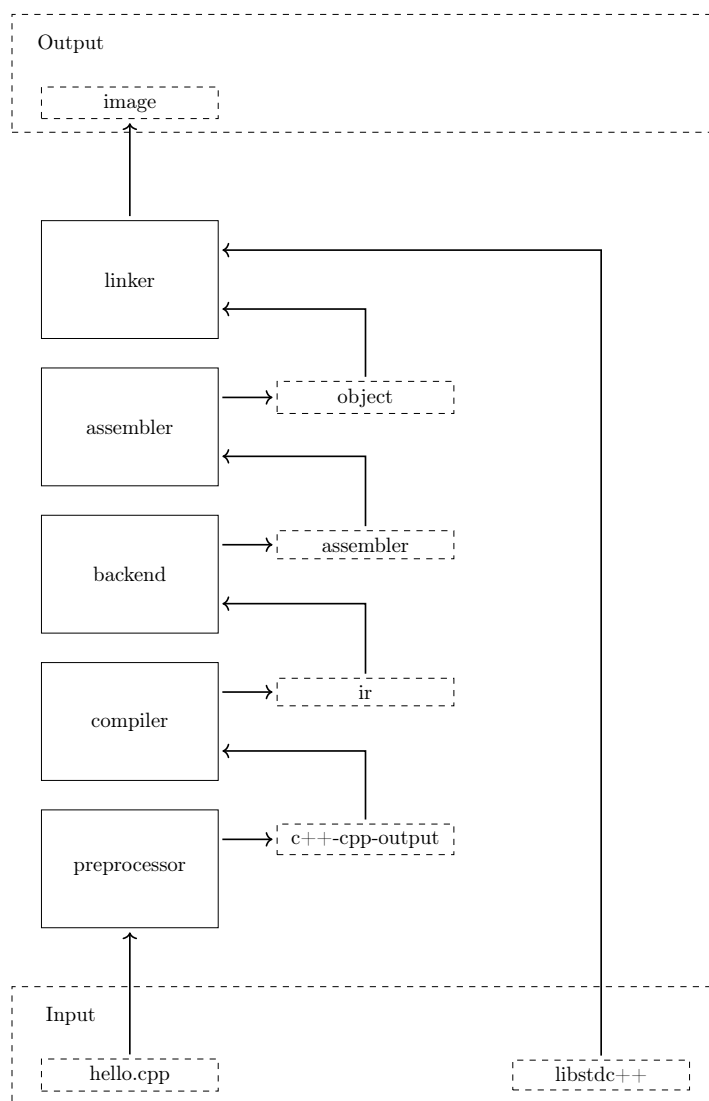 Output
image
linker
object
assembler
assembler
backend
ir
compiler
c++-cpp-output
preprocessor
Input
hello.cpp
libstdc++